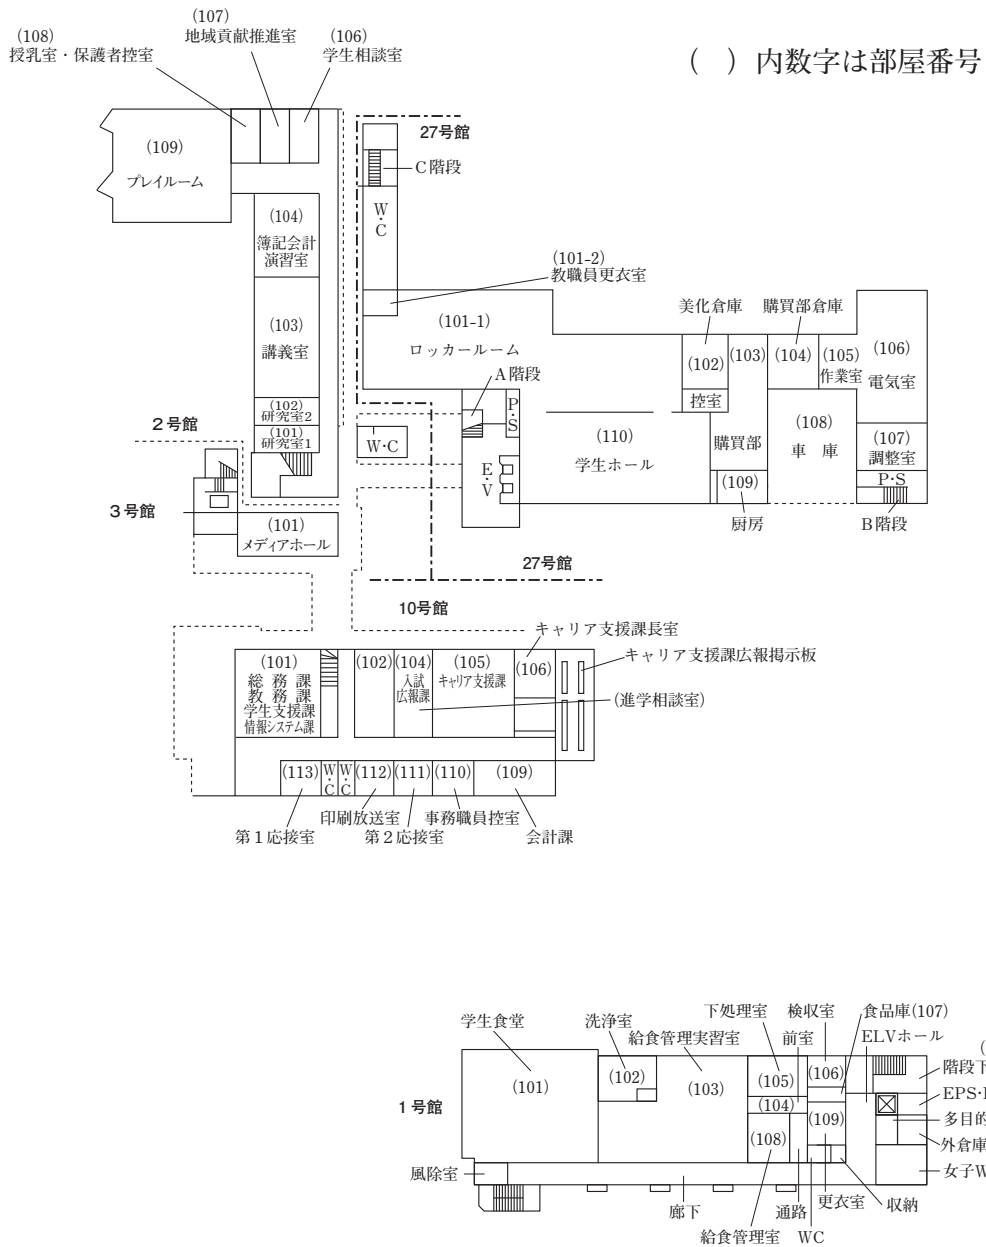 (　)内数字は部屋番号
(107)
地域貢献推進室
(108)
授乳室・保護者控室
(106)
学生相談室
27号館
(109)
プレイルーム
C階段
W・C
(104)
簿記会計
演習室
(101-2)
教職員更衣室
美化倉庫
購買部倉庫
(103)
講義室
(101-1)
ロッカールーム
(102)
控室
(103)
購買部
(104)
(105)
作業室
(106)
電気室
A階段
P・S
(102)
研究室2
(101)
研究室1
2号館
W・C
E・V
(110)
学生ホール
(108)
車 庫
(107)
調整室
P・S
(109)
厨房
B階段
3号館
(101)
メディアホール
27号館
10号館
キャリア支援課長室
キャリア支援課広報掲示板
(101)
総 務 課
教 務 課
学生支援課
情報システム課
(102)
(104)
入試
広報課
(105)
キャリア支援課
(106)
(進学相談室)
(113)
W・C
W・C
(112)
(111)
(110)
(109)
印刷放送室
事務職員控室
第1応接室
第2応接室
会計課
学生食堂
洗浄室
下処理室
検収室
食品庫(107)
給食管理実習室
前室
ELVホール
(
階段下
(101)
(102)
(103)
(105)
(106)
EPS・
1号館
(104)
(109)
多目的
(108)
外倉庫
風除室
女子W
廊下
通路
更衣室
収納
給食管理室
WC